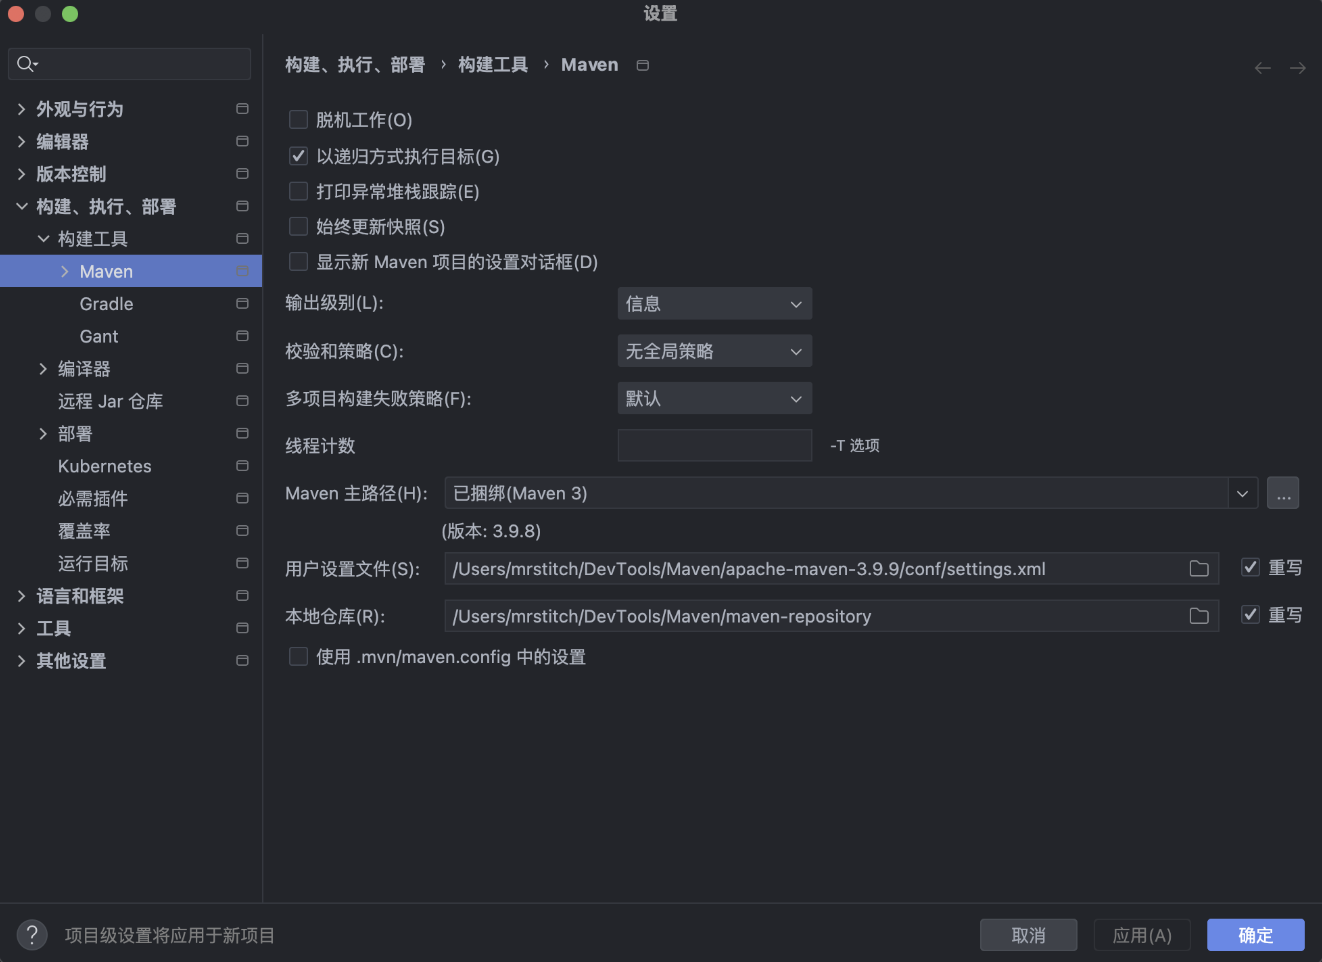 设置
外观与行为
编辑器
版本控制
构建、执行、部署
构建工具
Maven
Gradle
Gant
编译器
远程 Jar 仓库
部署
Kubernetes
必需插件
覆盖率
运行目标
语言和框架
工具
其他设置
构建、执行、部署 › 构建工具 › Maven
脱机工作(O)
以递归方式执行目标(G)
打印异常堆栈跟踪(E)
始终更新快照(S)
显示新 Maven 项目的设置对话框(D)
输出级别(L): 信息
校验和策略(C): 无全局策略
多项目构建失败策略(F): 默认
线程计数 -T 选项
Maven 主路径(H): 已捆绑(Maven 3) ...
(版本: 3.9.8)
用户设置文件(S): /Users/mrstitch/DevTools/Maven/apache-maven-3.9.9/conf/settings.xml 重写
本地仓库(R): /Users/mrstitch/DevTools/Maven/maven-repository 重写
使用 .mvn/maven.config 中的设置
? 项目级设置将应用于新项目 取消 应用(A) 确定